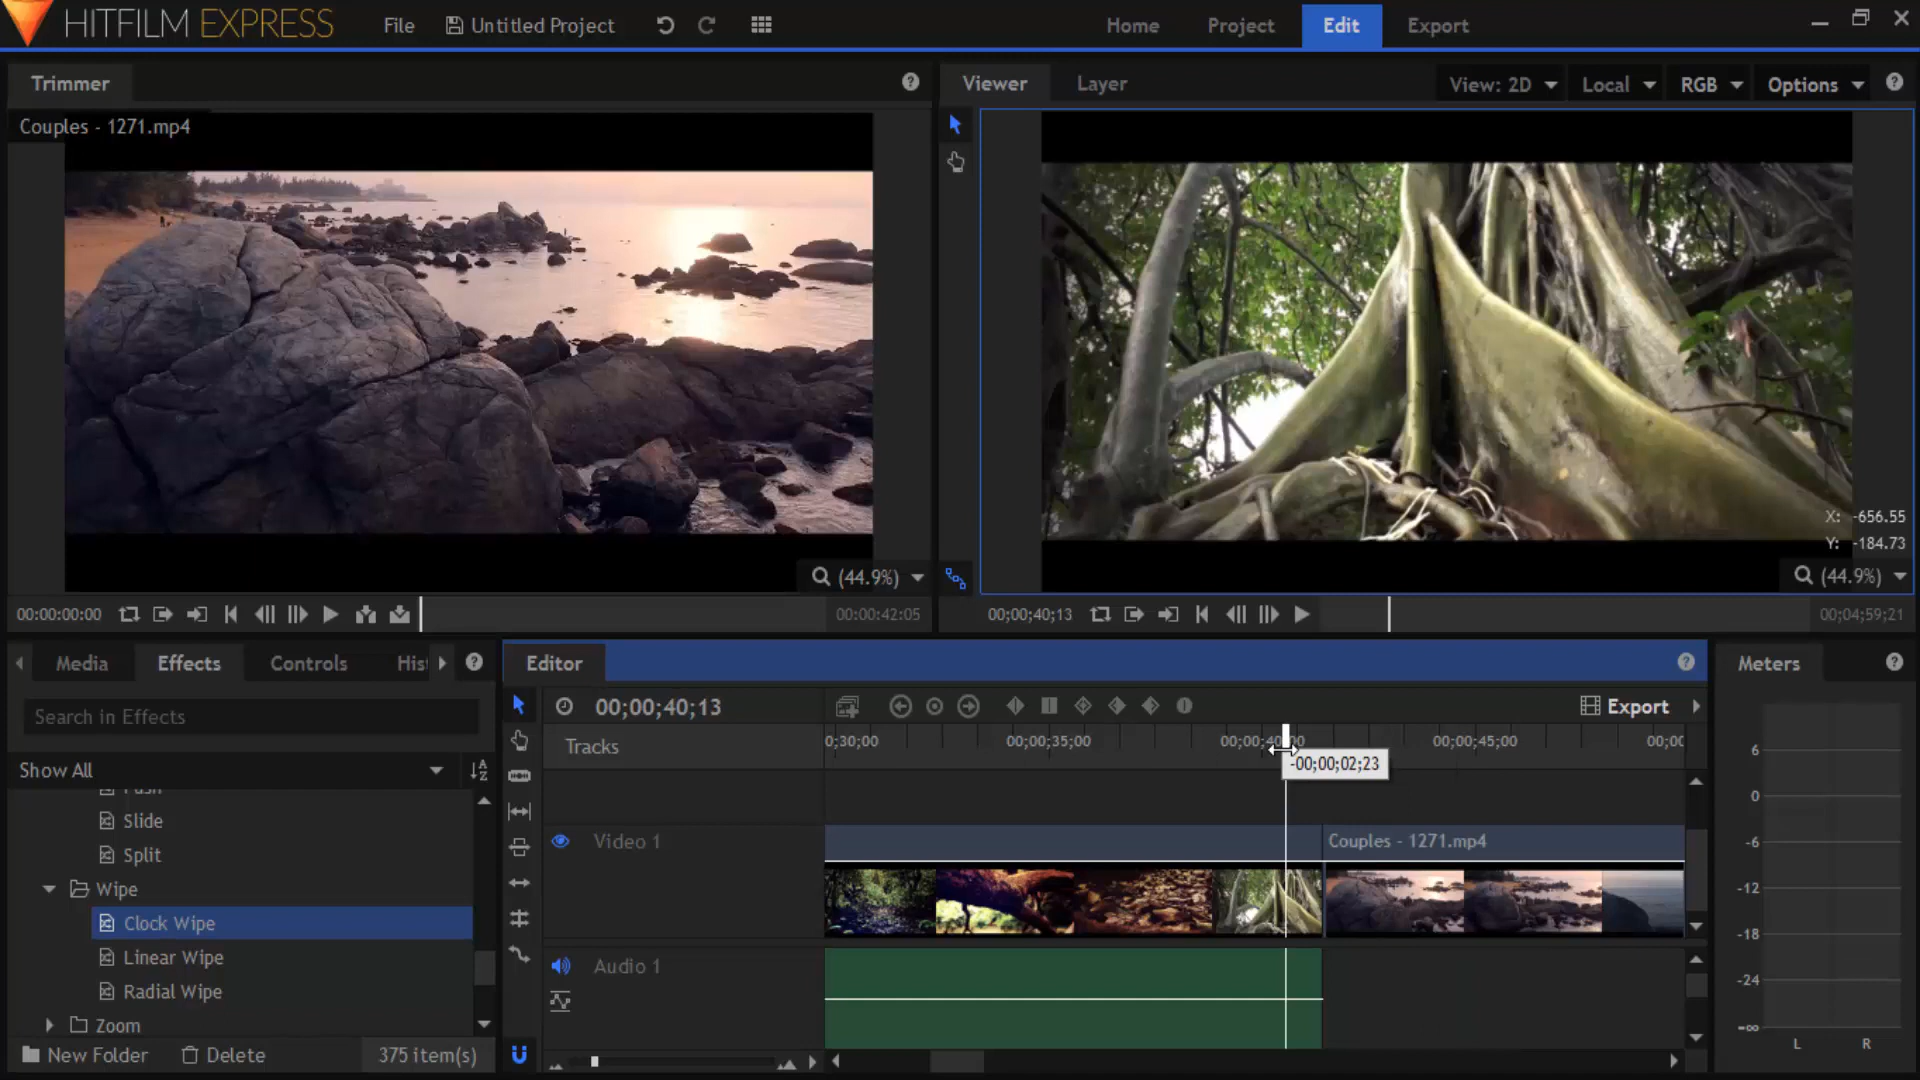 HITFILM EXPRESS File Untitled Project Home Project Edit Export
Trimmer
Viewer Layer View: 2D Local RGB Options
Couples - 1271.mp4
X: -656.55
Y: -184.73
(44.9%)
(44.9%)
00:00:00:00 00:00:42:05
00;00;40;13 00;04;59;21
Media Effects Controls His
Editor
Meters
Search in Effects
00;00;40;13 Export
Tracks 0;30;00 00;00;35;00 00;00;40;00 00;00;45;00 00;00
-00;00;02;23
Show All
Push
Slide
Split
Wipe
Clock Wipe
Linear Wipe
Radial Wipe
Zoom
New Folder Delete 375 item(s)
Video 1 Couples - 1271.mp4
Audio 1
6
0
-6
-12
-18
-24
-∞
L R